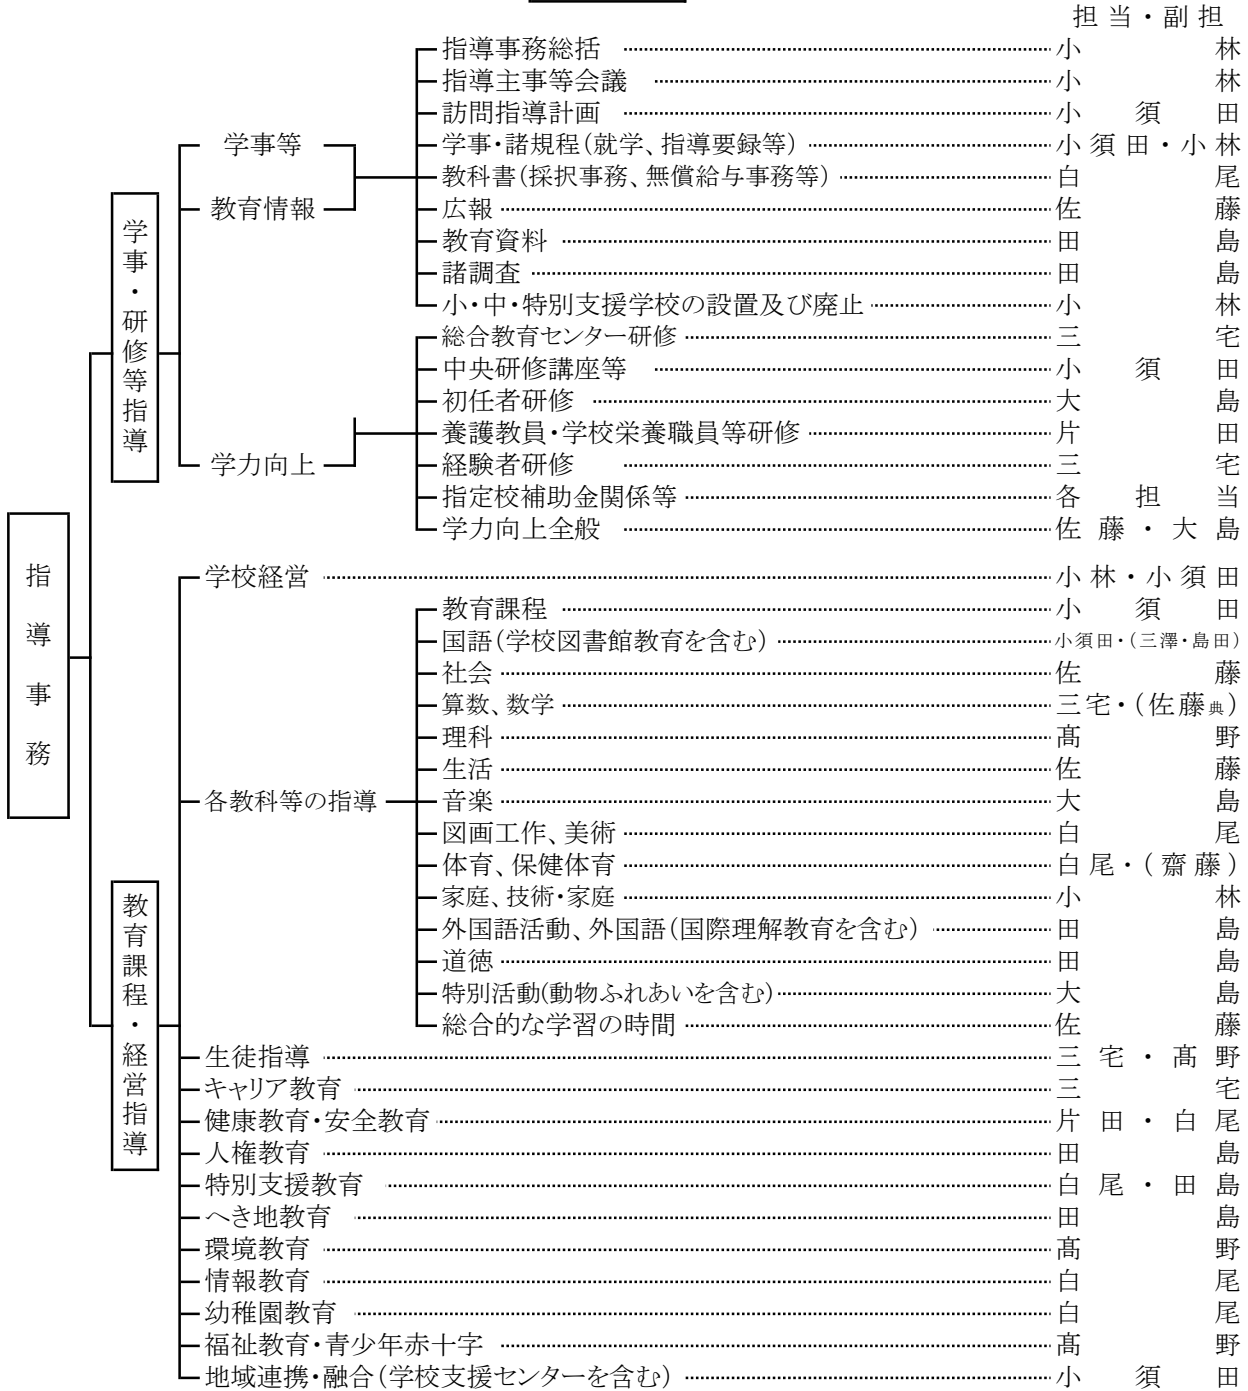 担当・副担
指導事務総括 小林
指導主事等会議 小林
訪問指導計画 小須田
学事等 学事・諸規程(就学、指導要録等) 小須田・小林
教科書(採択事務、無償給与事務等) 白尾
教育情報 広報 佐藤
教育資料 田島
諸調査 田島
小・中・特別支援学校の設置及び廃止 小林
学事・研修等指導
総合教育センター研修 三宅
中央研修講座等 小須田
初任者研修 大島
養護教員・学校栄養職員等研修 片田
学力向上 経験者研修 三宅
指定校補助金関係等 各担当
学力向上全般 佐藤・大島
指導事務
学校経営 小林・小須田
教育課程 小須田
国語(学校図書館教育を含む) 小須田・(三澤・島田)
社会 佐藤
算数、数学 三宅・(佐藤典)
理科 髙野
生活 佐藤
各教科等の指導 音楽 大島
図画工作、美術 白尾
体育、保健体育 白尾・(齋藤)
家庭、技術・家庭 小林
外国語活動、外国語(国際理解教育を含む) 田島
道徳 田島
特別活動(動物ふれあいを含む) 大島
総合的な学習の時間 佐藤
教育課程・経営指導
生徒指導 三宅・髙野
キャリア教育 三宅
健康教育・安全教育 片田・白尾
人権教育 田島
特別支援教育 白尾・田島
へき地教育 田島
環境教育 髙野
情報教育 白尾
幼稚園教育 白尾
福祉教育・青少年赤十字 髙野
地域連携・融合(学校支援センターを含む) 小須田